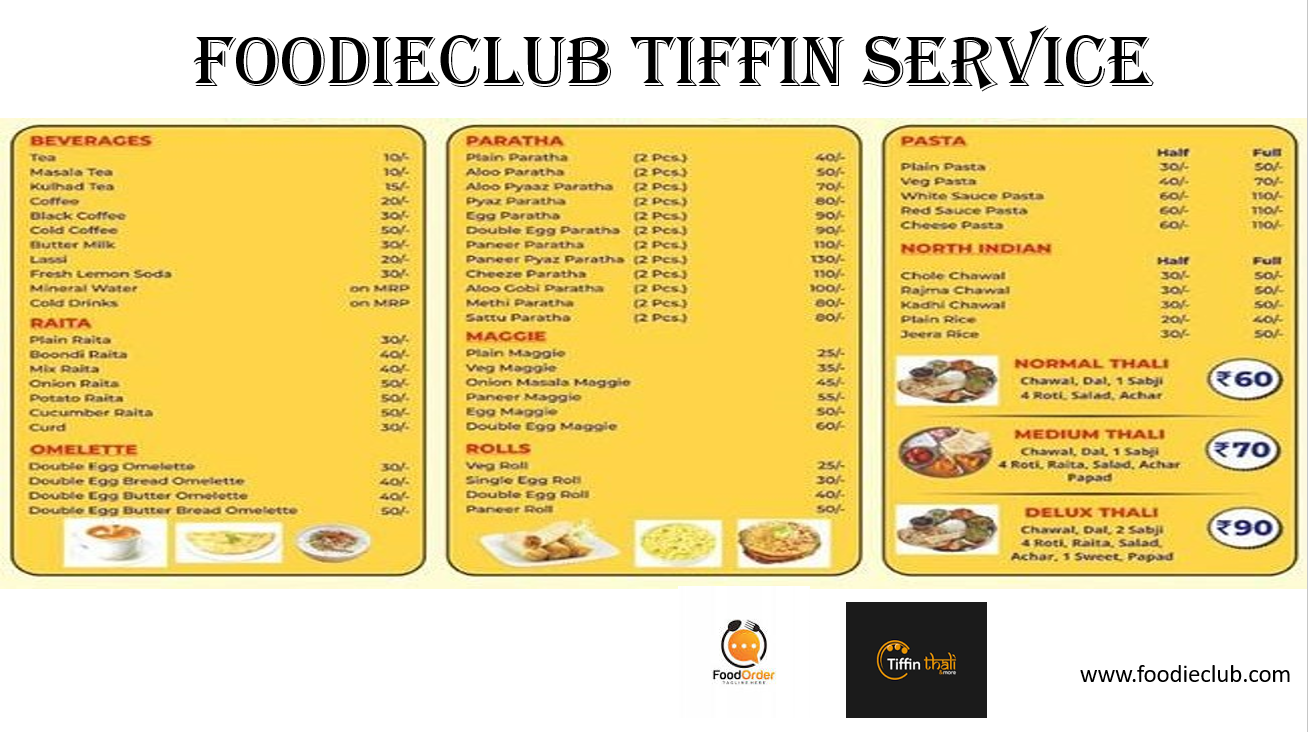 FOODIECLUB TIFFIN SERVICE
BEVERAGES
Tea 10/-
Masala Tea 10/-
Kulhad Tea 15/-
Coffee 20/-
Black Coffee 30/-
Cold Coffee 50/-
Butter Milk 30/-
Lassi 20/-
Fresh Lemon Soda 30/-
Mineral Water on MRP
Cold Drinks on MRP
RAITA
Plain Raita 30/-
Boondi Raita 40/-
Mix Raita 40/-
Onion Raita 50/-
Potato Raita 50/-
Cucumber Raita 50/-
Curd 30/-
OMELETTE
Double Egg Omelette 30/-
Double Egg Bread Omelette 40/-
Double Egg Butter Omelette 40/-
Double Egg Butter Bread Omelette 50/-
PARATHA
Plain Paratha (2 Pcs.) 40/-
Aloo Paratha (2 Pcs.) 50/-
Aloo Pyaaz Paratha (2 Pcs.) 70/-
Pyaz Paratha (2 Pcs.) 80/-
Egg Paratha (2 Pcs.) 90/-
Double Egg Paratha (2 Pcs.) 90/-
Paneer Paratha (2 Pcs.) 110/-
Paneer Pyaz Paratha (2 Pcs.) 130/-
Cheeze Paratha (2 Pcs.) 110/-
Aloo Gobi Paratha (2 Pcs.) 100/-
Methi Paratha (2 Pcs.) 80/-
Sattu Paratha (2 Pcs.) 80/-
MAGGIE
Plain Maggie 25/-
Veg Maggie 35/-
Onion Masala Maggie 45/-
Paneer Maggie 55/-
Egg Maggie 50/-
Double Egg Maggie 60/-
ROLLS
Veg Roll 25/-
Single Egg Roll 30/-
Double Egg Roll 40/-
Paneer Roll 50/-
PASTA
Half Full
Plain Pasta 30/- 50/-
Veg Pasta 40/- 70/-
White Sauce Pasta 60/- 110/-
Red Sauce Pasta 60/- 110/-
Cheese Pasta 60/- 110/-
NORTH INDIAN
Half Full
Chole Chawal 30/- 50/-
Rajma Chawal 30/- 50/-
Kadhi Chawal 30/- 50/-
Plain Rice 20/- 40/-
Jeera Rice 30/- 50/-
NORMAL THALI
Chawal, Dal, 1 Sabji
4 Roti, Salad, Achar
₹60
MEDIUM THALI
Chawal, Dal, 1 Sabji
4 Roti, Raita, Salad, Achar
Papad
₹70
DELUX THALI
Chawal, Dal, 2 Sabji
4 Roti, Raita, Salad,
Achar, 1 Sweet, Papad
₹90
FoodOrder
TAGLINE HERE
Tiffin thali
&more
www.foodieclub.com